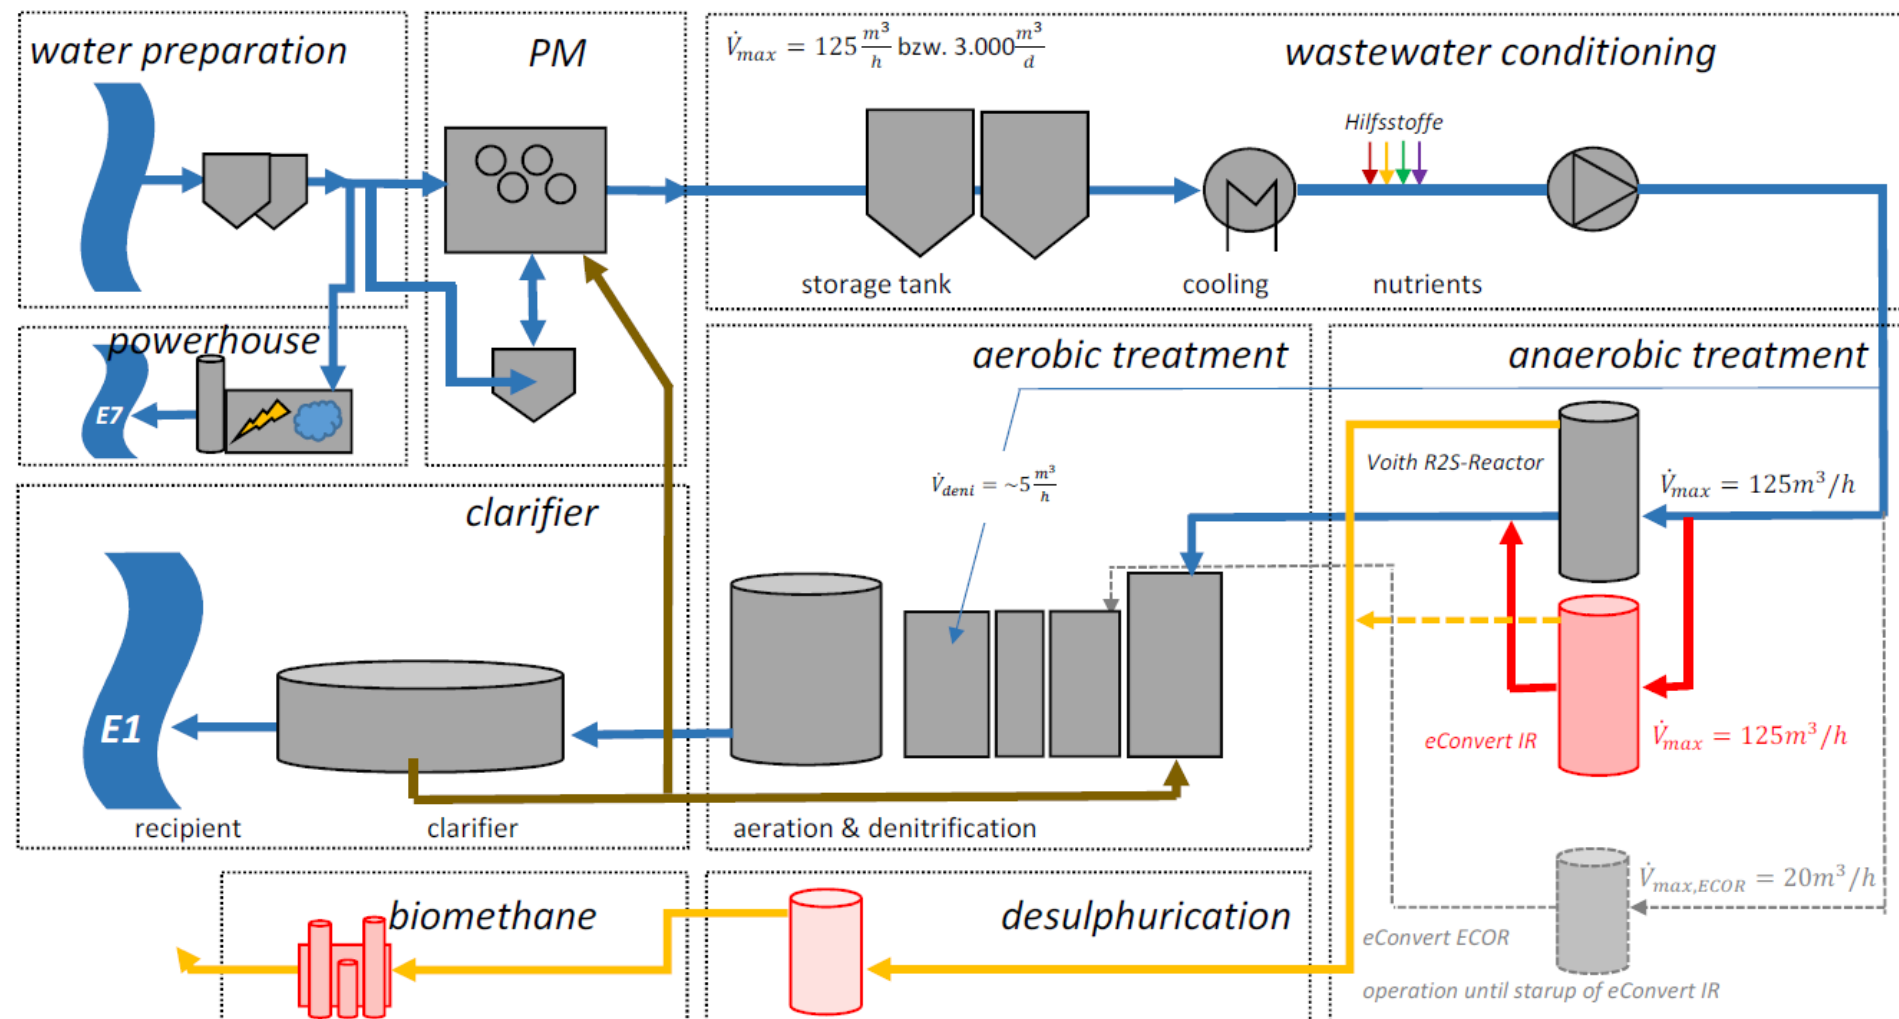 water preparation
PM
V̇max = 125 m³/h bzw. 3.000 m³/d
wastewater conditioning
Hilfsstoffe
storage tank
cooling
nutrients
powerhouse
E7
aerobic treatment
anaerobic treatment
V̇deni = ~5 m³/h
Voith R2S-Reactor
V̇max = 125m³/h
clarifier
E1
eConvert IR
V̇max = 125m³/h
recipient
clarifier
aeration & denitrification
V̇max,ECOR = 20m³/h
eConvert ECOR
operation until starup of eConvert IR
biomethane
desulphurication